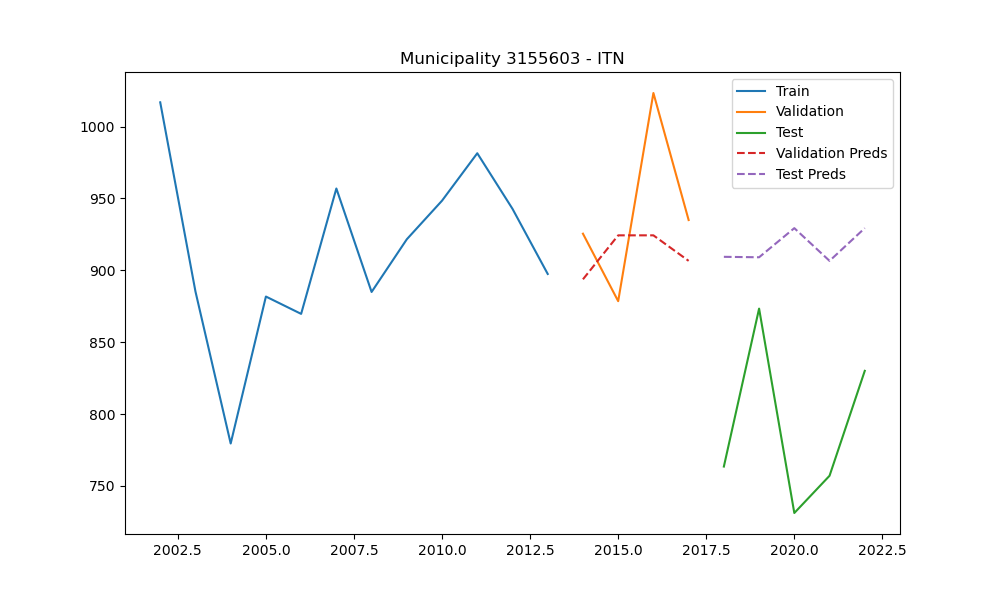 Municipality 3155603 - ITN
Train
Validation
Test
Validation Preds
Test Preds
1000
950
900
850
800
750
2002.5 2005.0 2007.5 2010.0 2012.5 2015.0 2017.5 2020.0 2022.5